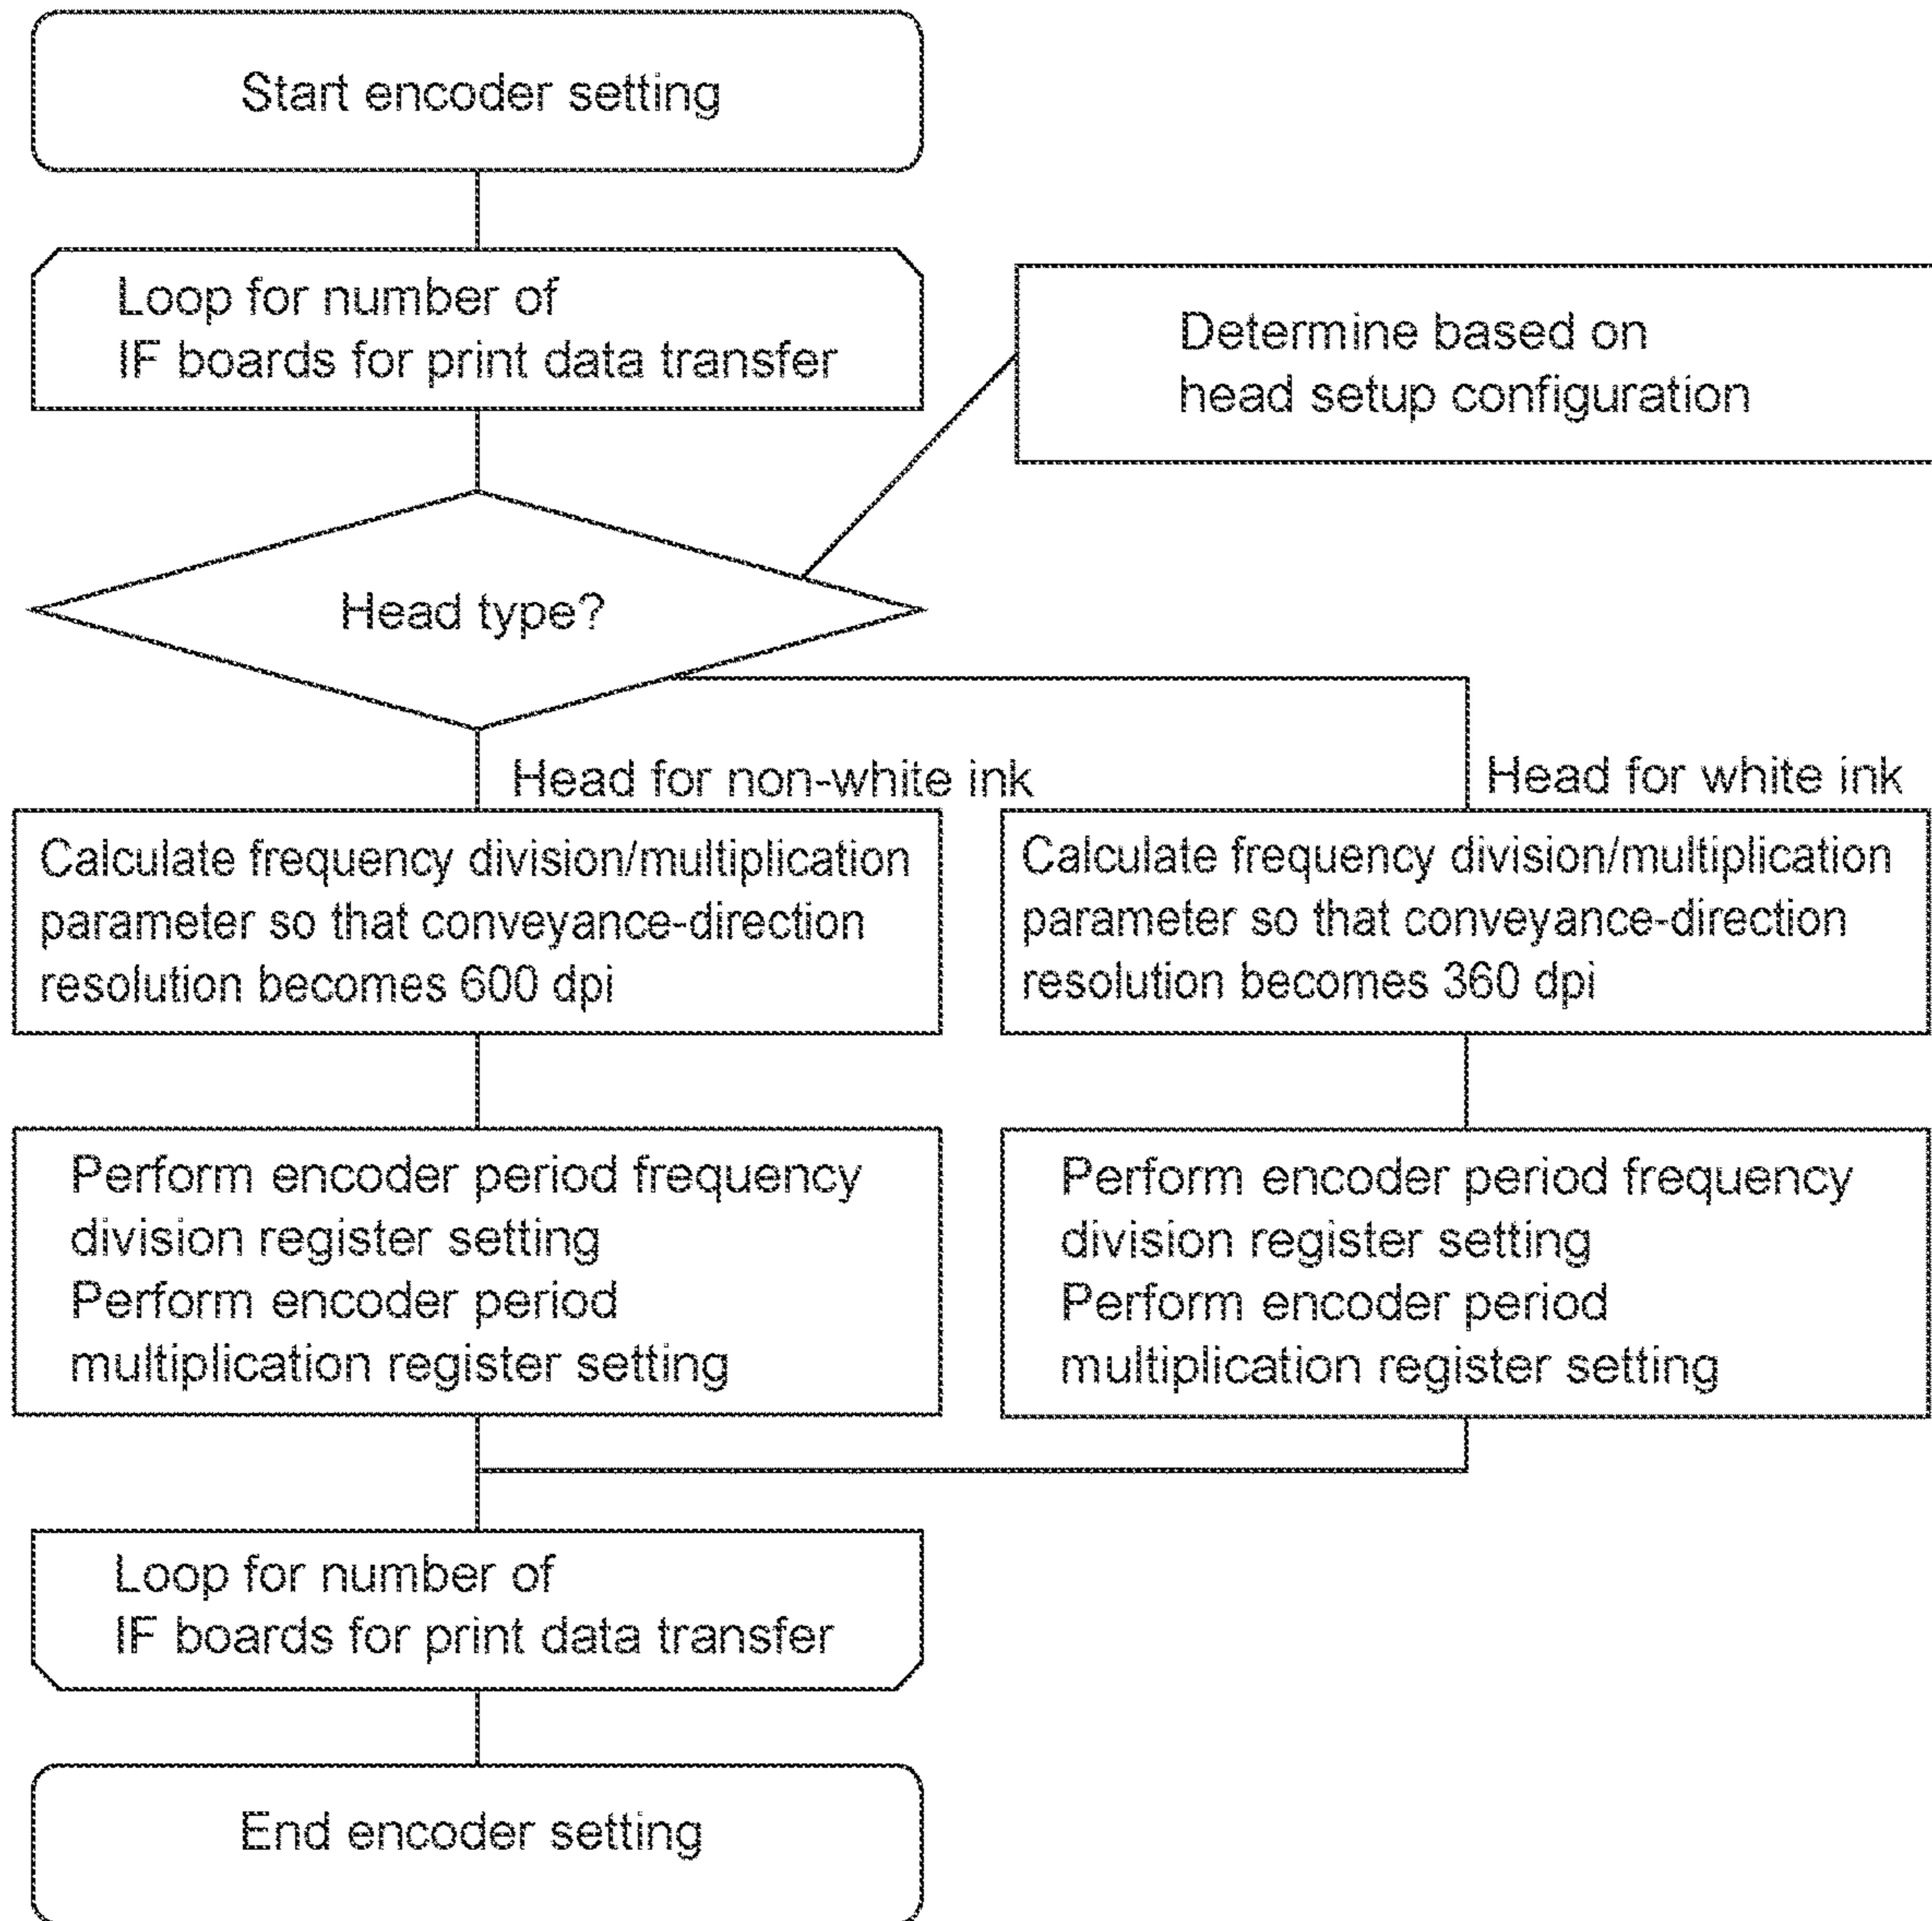 Start encoder setting
Loop for number of
IF boards for print data transfer
Determine based on
head setup configuration
Head type?
Head for non-white ink
Head for white ink
Calculate frequency division/multiplication
parameter so that conveyance-direction
resolution becomes 600 dpi
Calculate frequency division/multiplication
parameter so that conveyance-direction
resolution becomes 360 dpi
Perform encoder period frequency
division register setting
Perform encoder period
multiplication register setting
Perform encoder period frequency
division register setting
Perform encoder period
multiplication register setting
Loop for number of
IF boards for print data transfer
End encoder setting